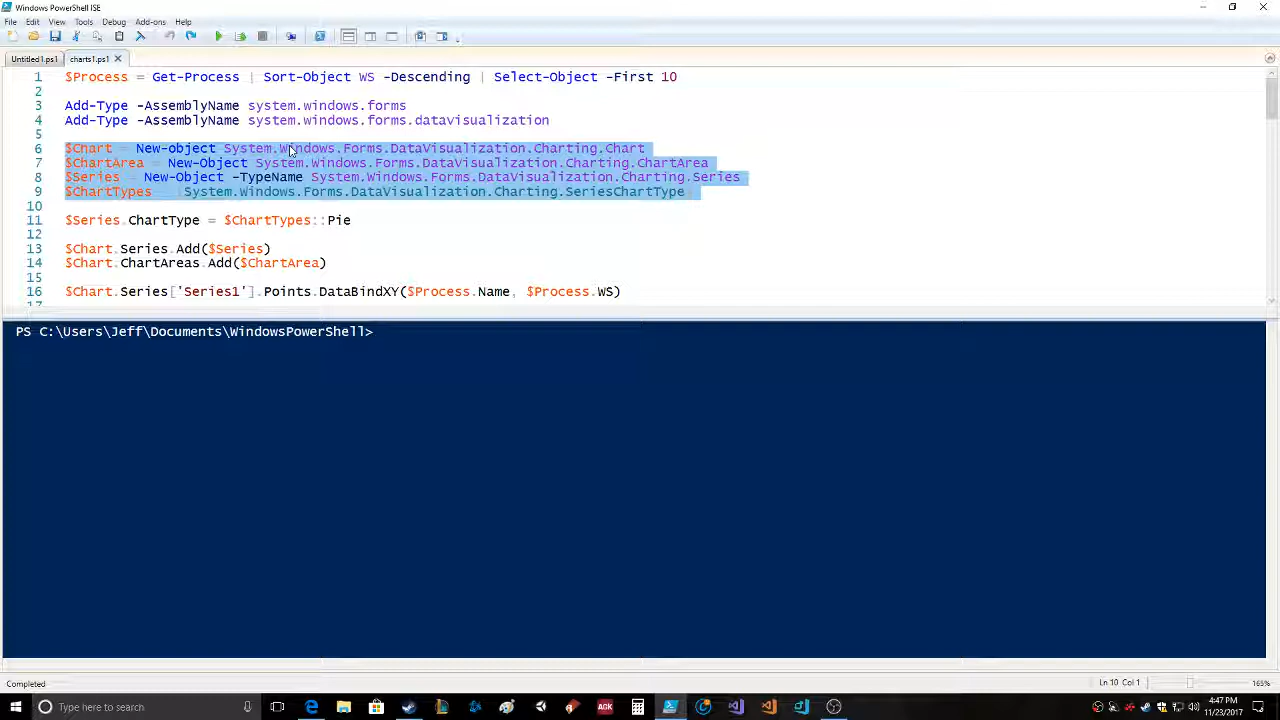 Windows PowerShell ISE
File Edit View Tools Debug Add-ons Help
Untitled1.ps1 charts1.ps1
1 $Process = Get-Process | Sort-Object WS -Descending | Select-Object -First 10
2
3 Add-Type -AssemblyName system.windows.forms
4 Add-Type -AssemblyName system.windows.forms.datavisualization
5
6 $Chart = New-object System.Windows.Forms.DataVisualization.Charting.Chart
7 $ChartArea = New-Object System.Windows.Forms.DataVisualization.Charting.ChartArea
8 $Series = New-Object -TypeName System.Windows.Forms.DataVisualization.Charting.Series
9 $ChartTypes = [System.Windows.Forms.DataVisualization.Charting.SeriesChartType]
10
11 $Series.ChartType = $ChartTypes::Pie
12
13 $Chart.Series.Add($Series)
14 $Chart.ChartAreas.Add($ChartArea)
15
16 $Chart.Series['Series1'].Points.DataBindXY($Process.Name, $Process.WS)
17
PS C:\Users\Jeff\Documents\WindowsPowerShell>
Completed
Ln 10 Col 1
165%
Type here to search
ACK
4:47 PM
11/23/2017